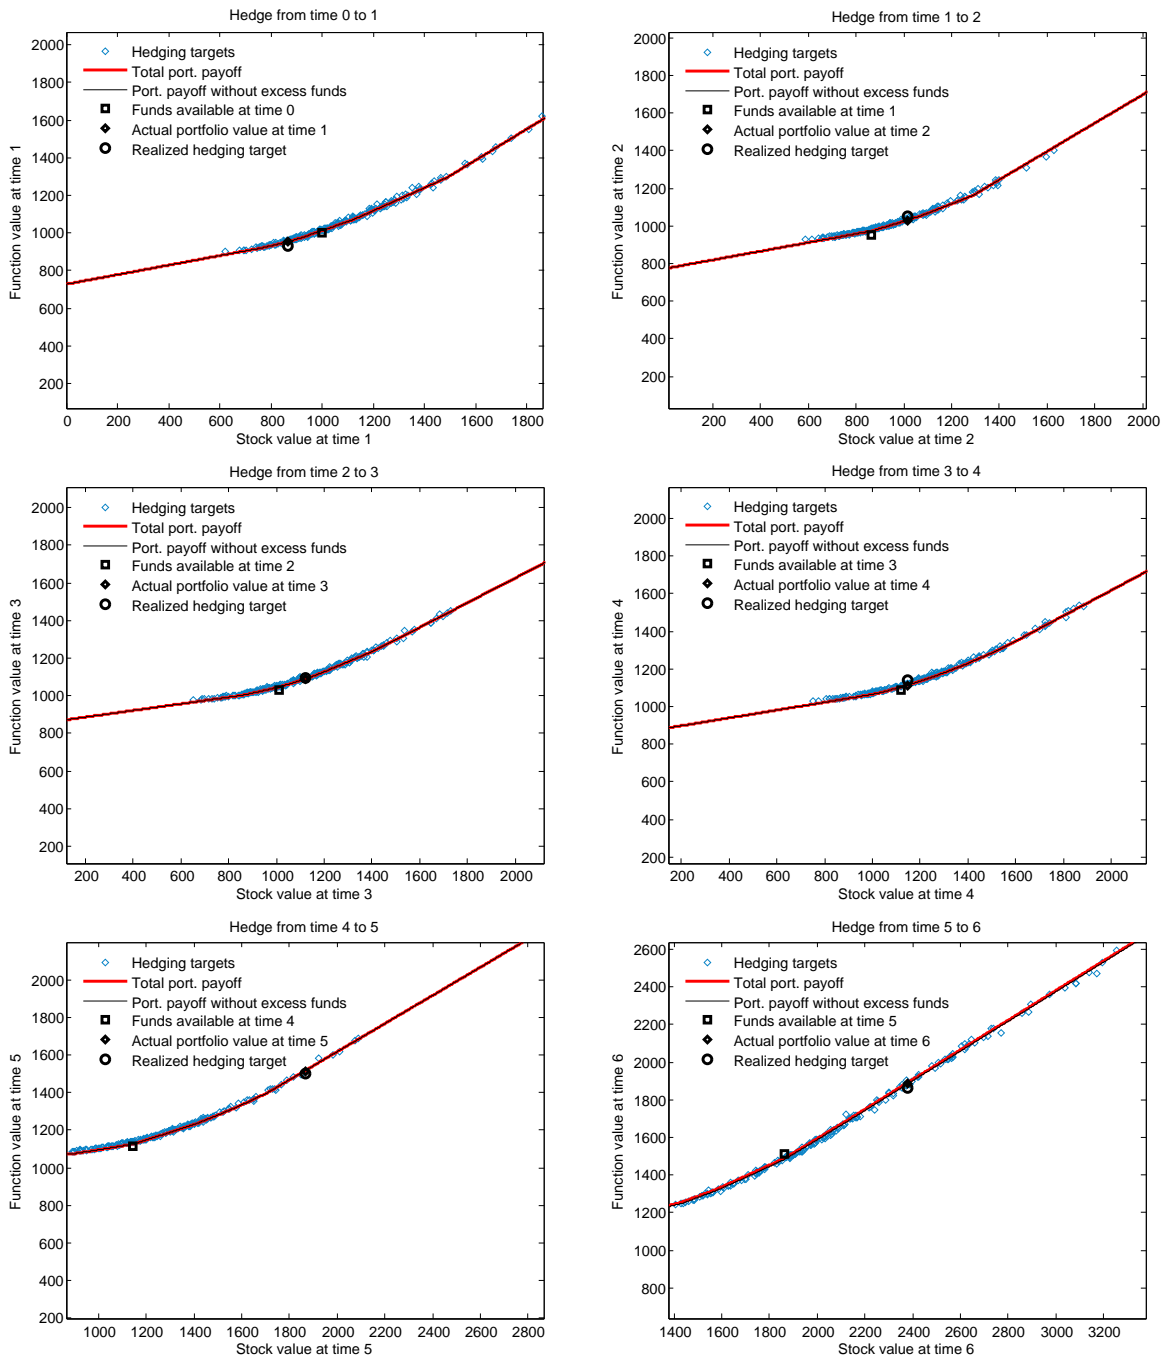 Hedge from time 0 to 1
2000
1800
1600
1400
1200
1000
800
600
400
200
Function value at time 1
Hedging targets
Total port. payoff
Port. payoff without excess funds
Funds available at time 0
Actual portfolio value at time 1
Realized hedging target
0 200 400 600 800 1000 1200 1400 1600 1800
Stock value at time 1
Hedge from time 1 to 2
2000
1800
1600
1400
1200
1000
800
600
400
200
Function value at time 2
Hedging targets
Total port. payoff
Port. payoff without excess funds
Funds available at time 1
Actual portfolio value at time 2
Realized hedging target
200 400 600 800 1000 1200 1400 1600 1800 2000
Stock value at time 2
Hedge from time 2 to 3
2000
1800
1600
1400
1200
1000
800
600
400
200
Function value at time 3
Hedging targets
Total port. payoff
Port. payoff without excess funds
Funds available at time 2
Actual portfolio value at time 3
Realized hedging target
200 400 600 800 1000 1200 1400 1600 1800 2000
Stock value at time 3
Hedge from time 3 to 4
2000
1800
1600
1400
1200
1000
800
600
400
200
Function value at time 4
Hedging targets
Total port. payoff
Port. payoff without excess funds
Funds available at time 3
Actual portfolio value at time 4
Realized hedging target
200 400 600 800 1000 1200 1400 1600 1800 2000
Stock value at time 4
Hedge from time 4 to 5
2000
1800
1600
1400
1200
1000
800
600
400
200
Function value at time 5
Hedging targets
Total port. payoff
Port. payoff without excess funds
Funds available at time 4
Actual portfolio value at time 5
Realized hedging target
1000 1200 1400 1600 1800 2000 2200 2400 2600 2800
Stock value at time 5
Hedge from time 5 to 6
2600
2400
2200
2000
1800
1600
1400
1200
1000
800
Function value at time 6
Hedging targets
Total port. payoff
Port. payoff without excess funds
Funds available at time 5
Actual portfolio value at time 6
Realized hedging target
1400 1600 1800 2000 2200 2400 2600 2800 3000 3200
Stock value at time 6